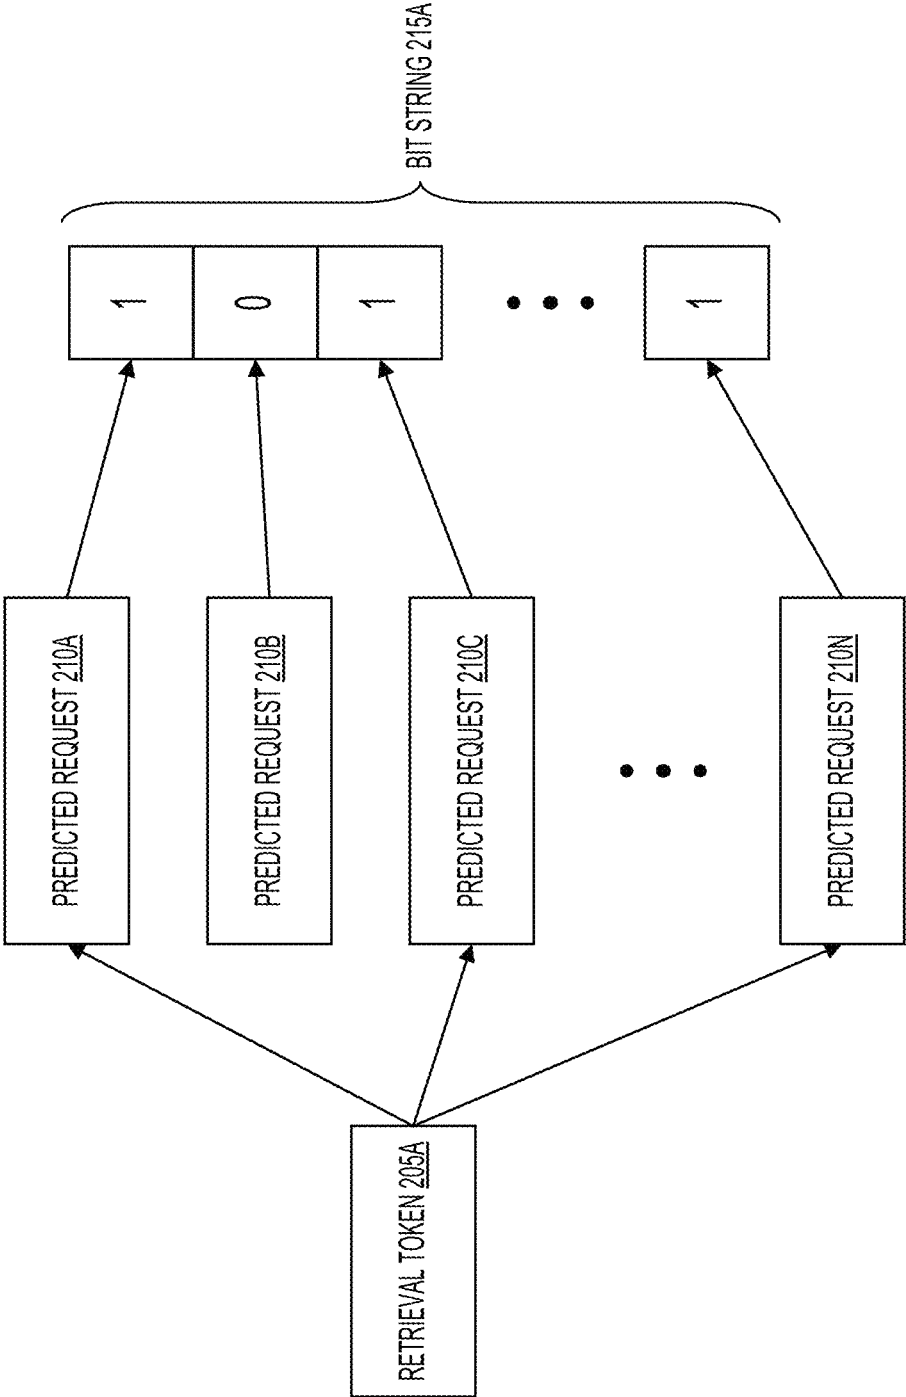 RETRIEVAL TOKEN 205A
PREDICTED REQUEST 210A
PREDICTED REQUEST 210B
PREDICTED REQUEST 210C
PREDICTED REQUEST 210N
1
0
1
1
BIT STRING 215A